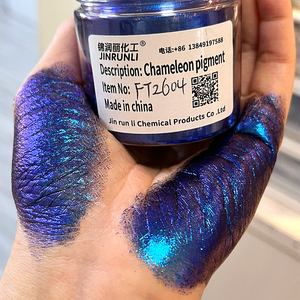 锦润丽化工®
JINRUNLI
电话:+86 13849197588
Description: Chameleon pigment
Item No: FT2604
Made in china
Jin run li Chemical Products Co .Ltd